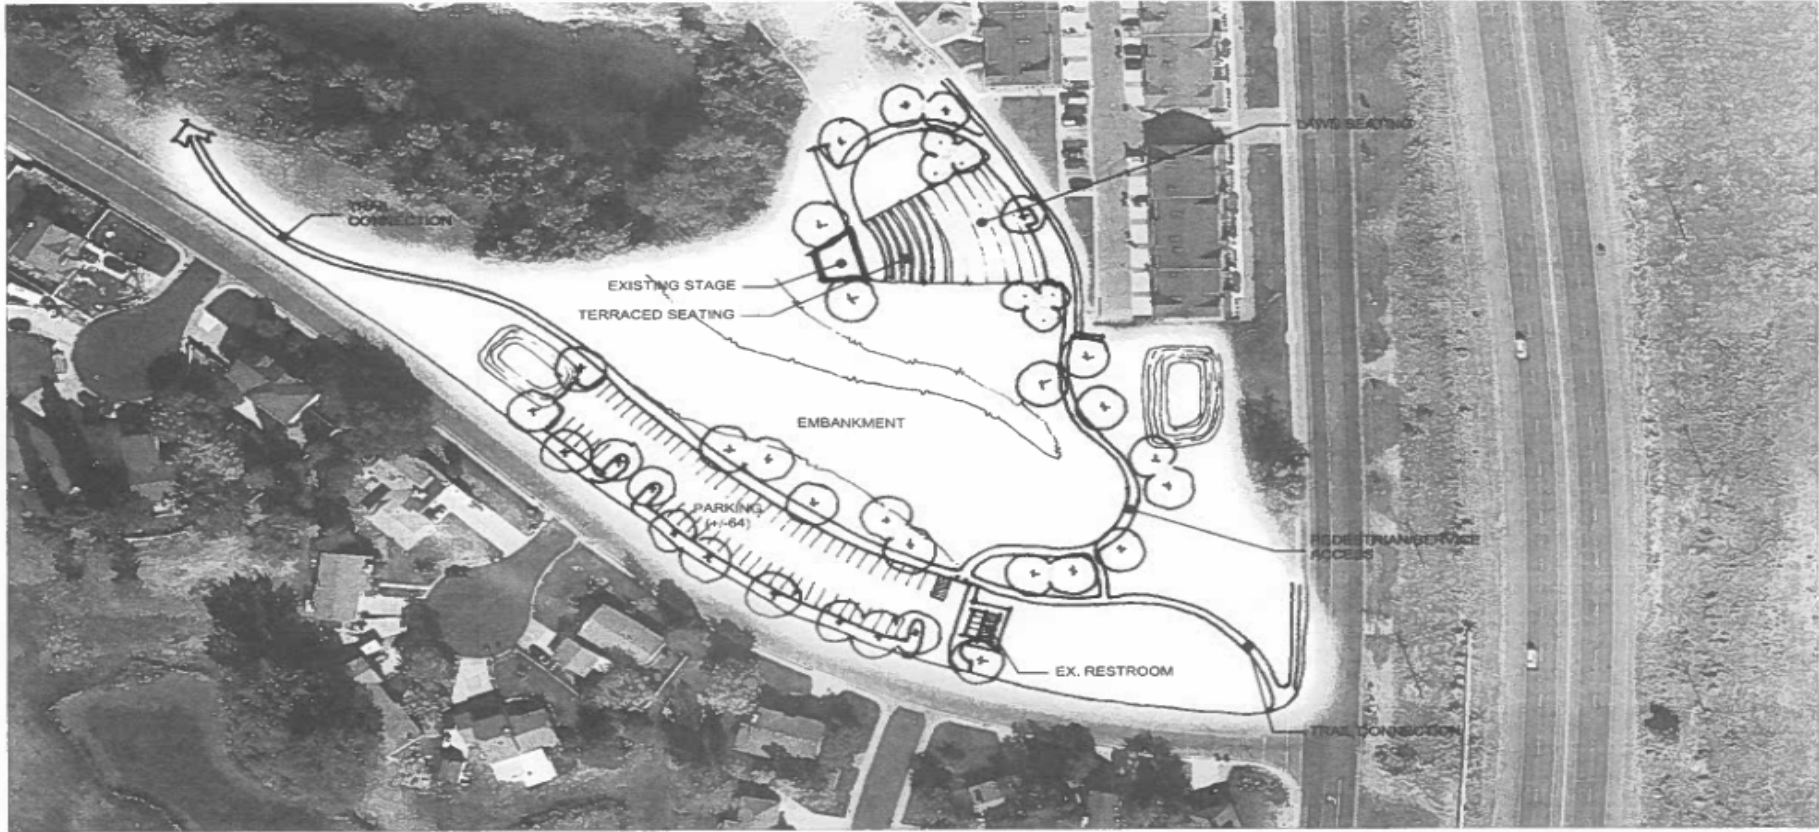 LAWN SEATING
TRAIL
CONNECTION
EXISTING STAGE
TERRACED SEATING
EMBANKMENT
PARKING
(+/-64)
PEDESTRIAN/SERVICE
ACCESS
EX. RESTROOM
TRAIL CONNECTION